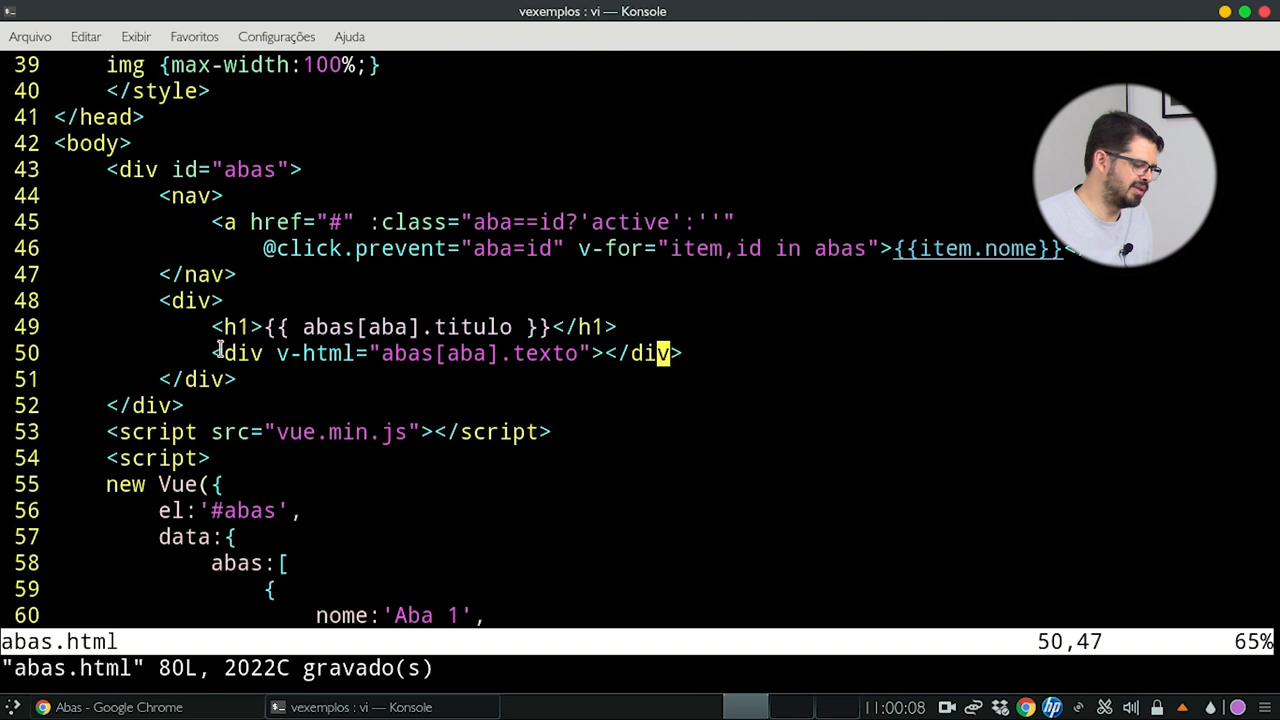 vexemplos : vi — Konsole
Arquivo Editar Exibir Favoritos Configurações Ajuda
39 img {max-width:100%;}
40 </style>
41 </head>
42 <body>
43 <div id="abas">
44 <nav>
45 <a href="#" :class="aba==id?'active':''"
46 @click.prevent="aba=id" v-for="item,id in abas">{{item.nome}}<
47 </nav>
48 <div>
49 <h1>{{ abas[aba].titulo }}</h1>
50 <div v-html="abas[aba].texto"></div>
51 </div>
52 </div>
53 <script src="vue.min.js"></script>
54 <script>
55 new Vue({
56 el:'#abas',
57 data:{
58 abas:[
59 {
60 nome:'Aba 1',
abas.html 50,47 65%
"abas.html" 80L, 2022C gravado(s)
Abas - Google Chrome vexemplos : vi — Konsole 11:00:08